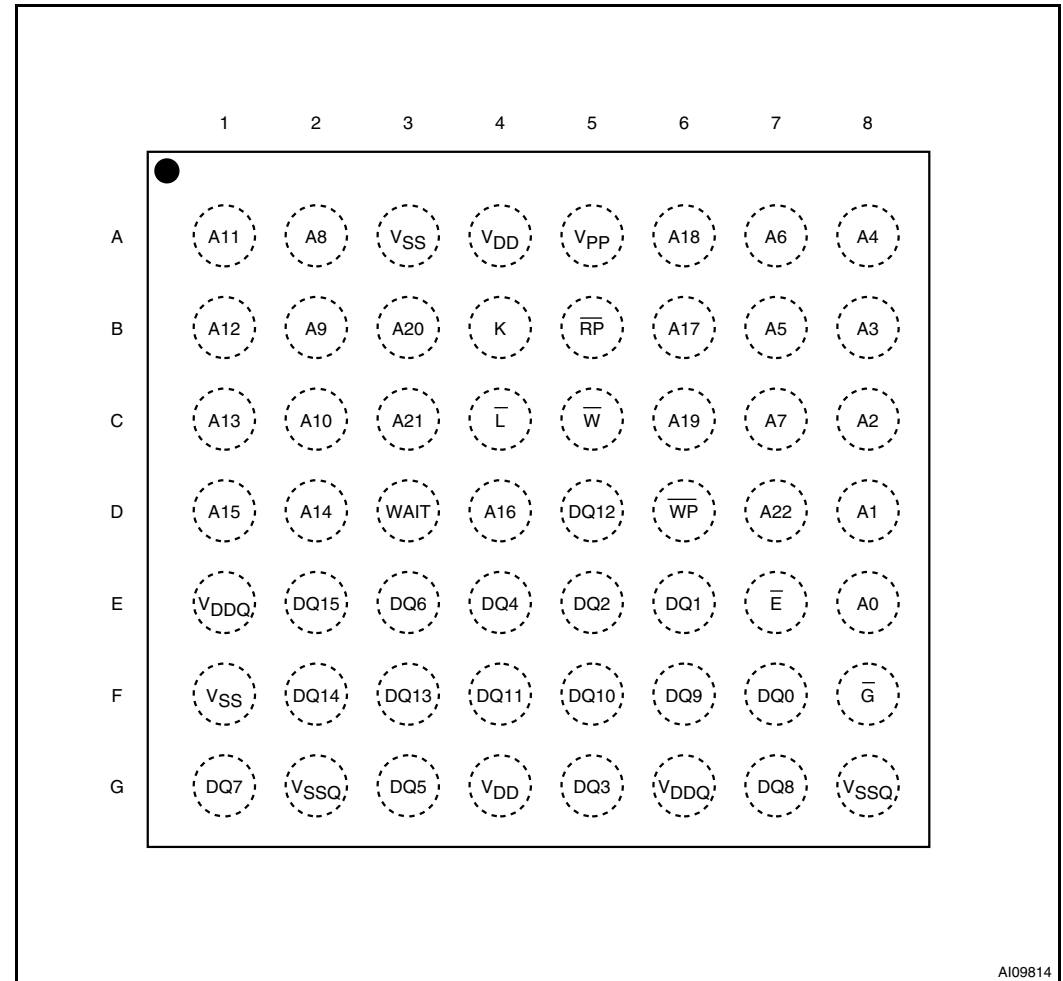 1 2 3 4 5 6 7 8
A A11 A8 VSS VDD VPP A18 A6 A4
B A12 A9 A20 K R̅P̅ A17 A5 A3
C A13 A10 A21 L̅ W̅ A19 A7 A2
D A15 A14 WAIT A16 DQ12 W̅P̅ A22 A1
E VDDQ DQ15 DQ6 DQ4 DQ2 DQ1 E̅ A0
F VSS DQ14 DQ13 DQ11 DQ10 DQ9 DQ0 G̅
G DQ7 VSSQ DQ5 VDD DQ3 VDDQ DQ8 VSSQ
AI09814